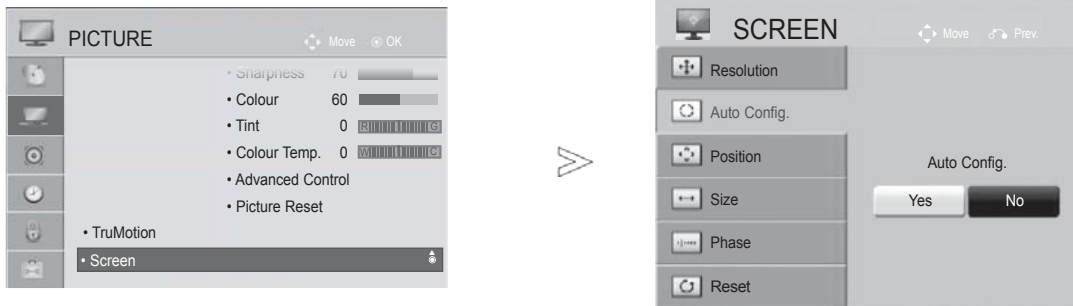 PICTURE
Move OK
• Sharpness 70
• Colour 60
• Tint 0 R G
• Colour Temp. 0 W C
• Advanced Control
• Picture Reset
• TruMotion
• Screen
SCREEN
Move Prev.
Resolution
Auto Config.
Position
Size
Phase
Reset
Auto Config.
Yes No